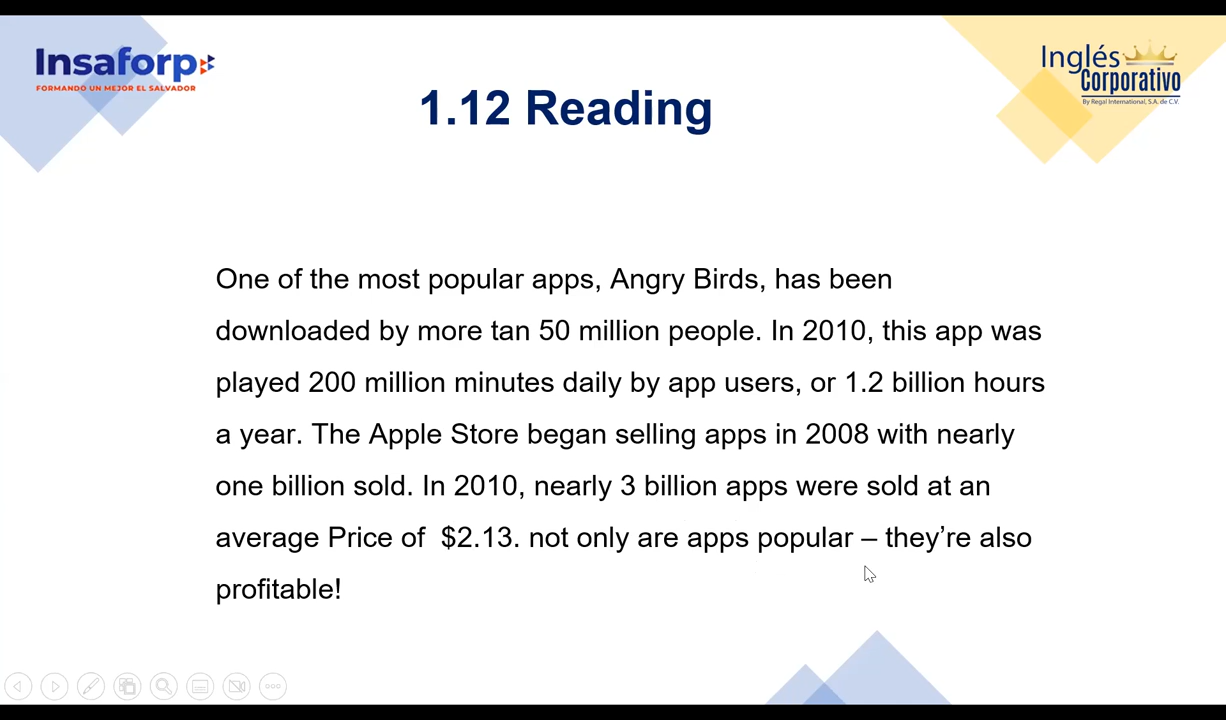 Insaforp
FORMANDO UN MEJOR EL SALVADOR
Inglés
Corporativo
By Regal International, S.A. de C.V.
1.12 Reading
One of the most popular apps, Angry Birds, has been
downloaded by more tan 50 million people. In 2010, this app was
played 200 million minutes daily by app users, or 1.2 billion hours
a year. The Apple Store began selling apps in 2008 with nearly
one billion sold. In 2010, nearly 3 billion apps were sold at an
average Price of  $2.13. not only are apps popular – they’re also
profitable!